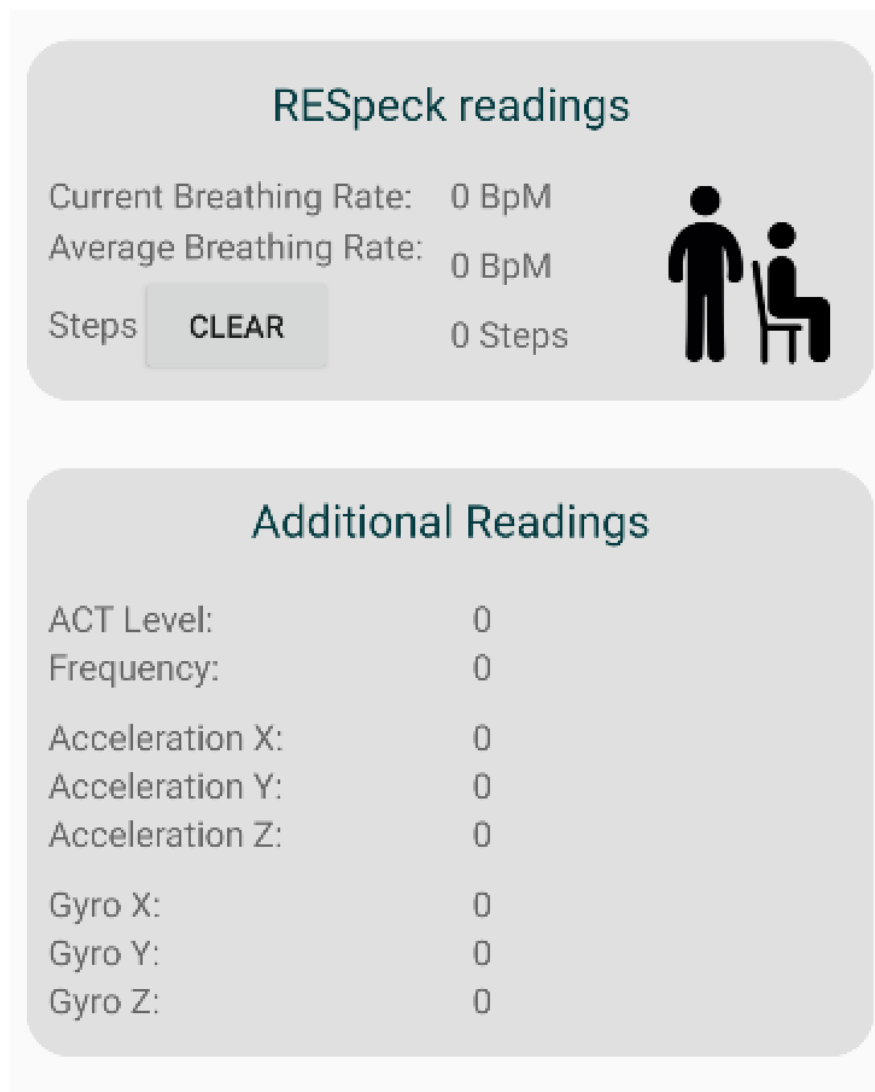 RESpeck readings
Current Breathing Rate: 0 BpM
Average Breathing Rate: 0 BpM
Steps CLEAR 0 Steps
Additional Readings
ACT Level: 0
Frequency: 0
Acceleration X: 0
Acceleration Y: 0
Acceleration Z: 0
Gyro X: 0
Gyro Y: 0
Gyro Z: 0